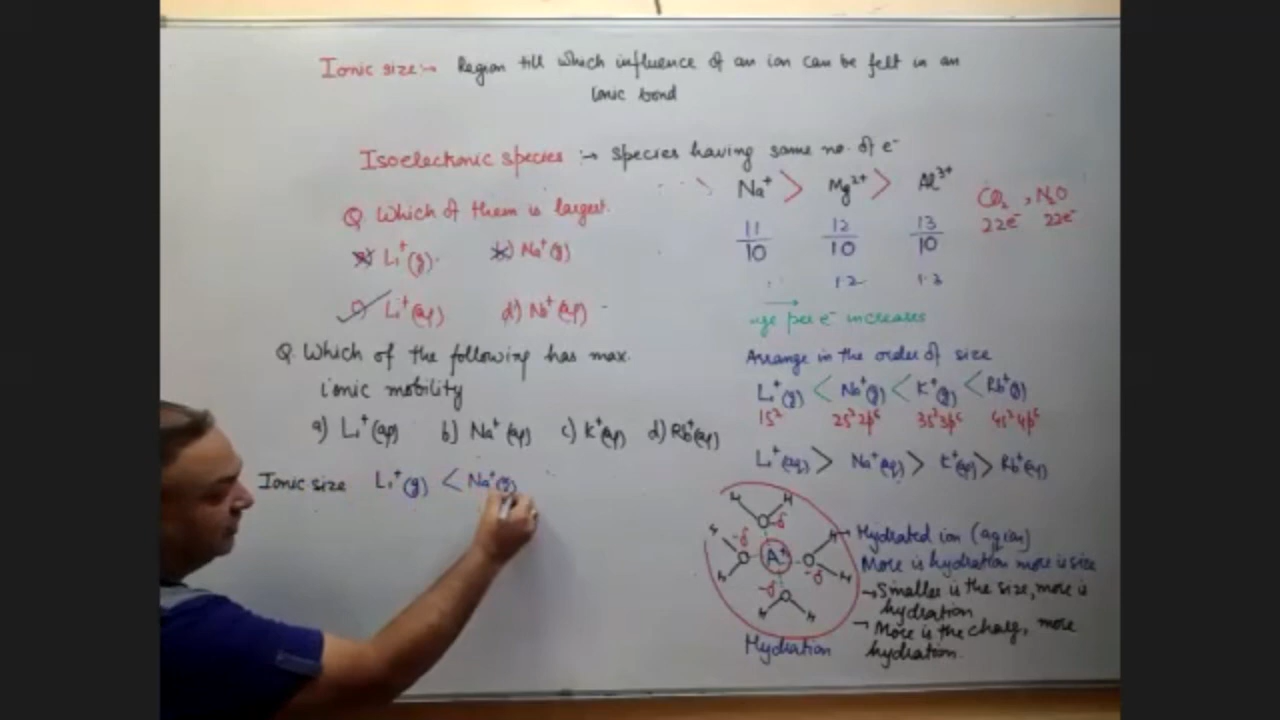 Ionic size :→ Region till which influence of an ion can be felt in an
ionic bond
Isoelectonic species :→ species having same no. of e⁻
Na⁺ > Mg²⁺ > Al³⁺
11/10 12/10 13/10
1.2 1.3
CO₂ , N₂O
22e⁻ 22e⁻
Q. Which of them is largest.
a) Li⁺(g). b) Na⁺(g)
c) Li⁺(aq) d) Na⁺(aq)
per e⁻ increases
Q. Which of the following has max.
ionic mobility
a) Li⁺(aq) b) Na⁺(aq) c) K⁺(aq) d) Rb⁺(aq)
Ionic size Li⁺(g) < Na⁺(g)
Arrange in the order of size
Li⁺(g) < Na⁺(g) < K⁺(g) < Rb⁺(g)
1s² 2s²2p⁶ 3s²3p⁶ 4s²4p⁶
Li⁺(aq) > Na⁺(aq) > K⁺(aq) > Rb⁺(aq)
H H
O -δ
H -δ O A⁺ O -δ H
H H
-δ O
H H
Hydration
Hydrated ion (aq ion)
More is hydration more is size
→ Smaller is the size, more is
hydration
→ More is the charg, more
hydration.